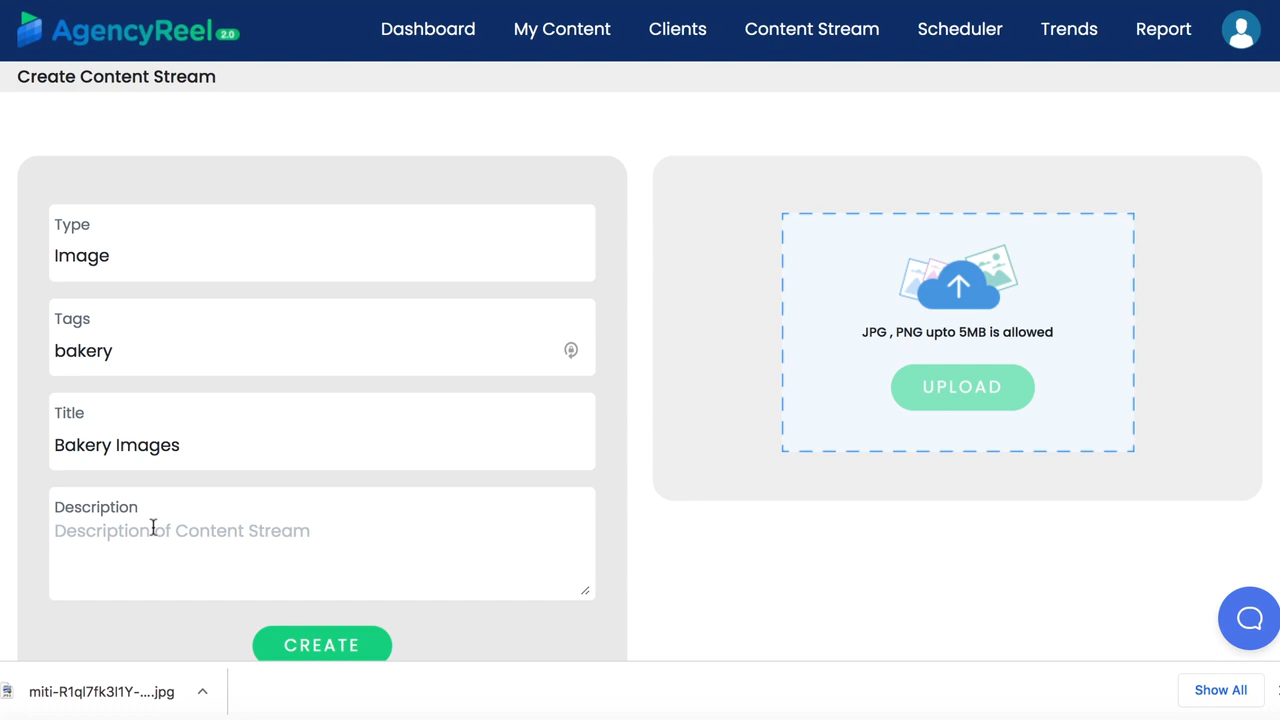 AgencyReel 2.0
Dashboard
My Content
Clients
Content Stream
Scheduler
Trends
Report
Create Content Stream
Type
Image
Tags
bakery
Title
Bakery Images
Description
Description of Content Stream
CREATE
JPG , PNG upto 5MB is allowed
UPLOAD
miti-R1ql7fk3l1Y-....jpg
Show All